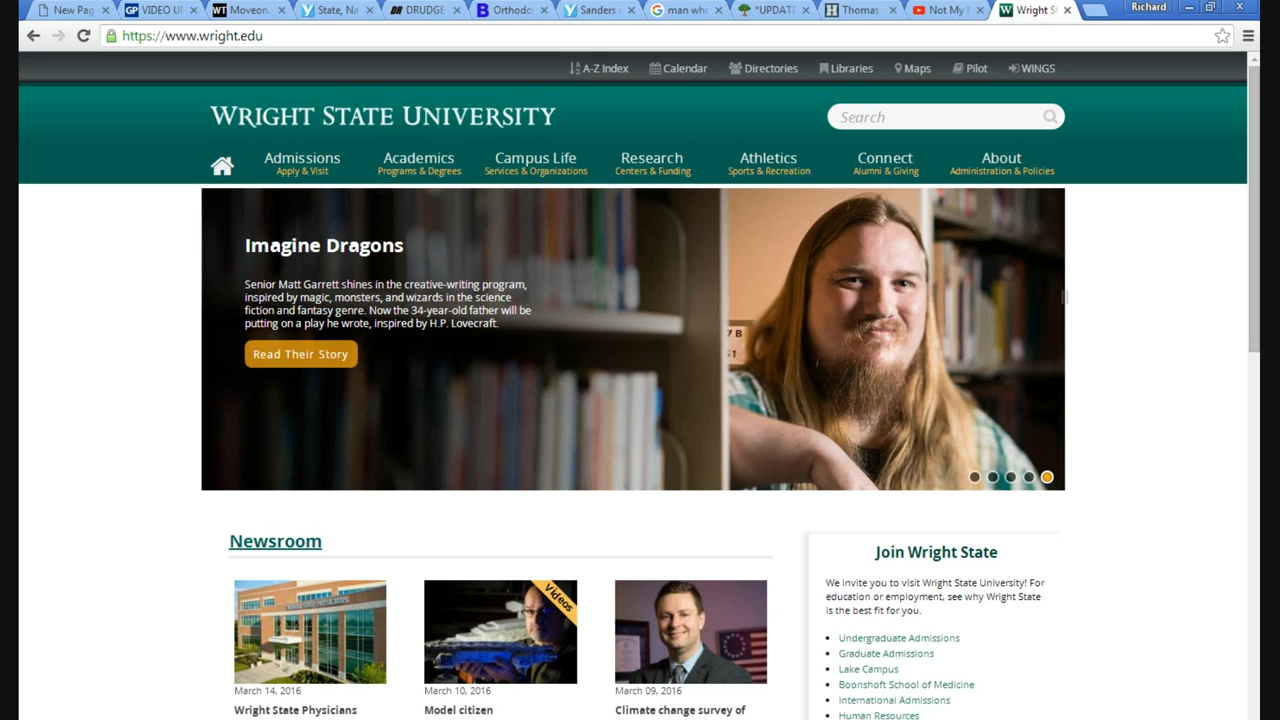 New Pag
VIDEO U
Moveon.
State, Na
DRUDGE
Orthodo
Sanders
man who
*UPDATE
Thomas
Not My
Wright St
Richard
https://www.wright.edu
A-Z Index
Calendar
Directories
Libraries
Maps
Pilot
WINGS
WRIGHT STATE UNIVERSITY
Search
Admissions
Apply & Visit
Academics
Programs & Degrees
Campus Life
Services & Organizations
Research
Centers & Funding
Athletics
Sports & Recreation
Connect
Alumni & Giving
About
Administration & Policies
Imagine Dragons
Senior Matt Garrett shines in the creative-writing program,
inspired by magic, monsters, and wizards in the science
fiction and fantasy genre. Now the 34-year-old father will be
putting on a play he wrote, inspired by H.P. Lovecraft.
Read Their Story
7 B
Newsroom
Videos
March 14, 2016
Wright State Physicians
March 10, 2016
Model citizen
March 09, 2016
Climate change survey of
Join Wright State
We invite you to visit Wright State University! For
education or employment, see why Wright State
is the best fit for you.
Undergraduate Admissions
Graduate Admissions
Lake Campus
Boonshoft School of Medicine
International Admissions
Human Resources